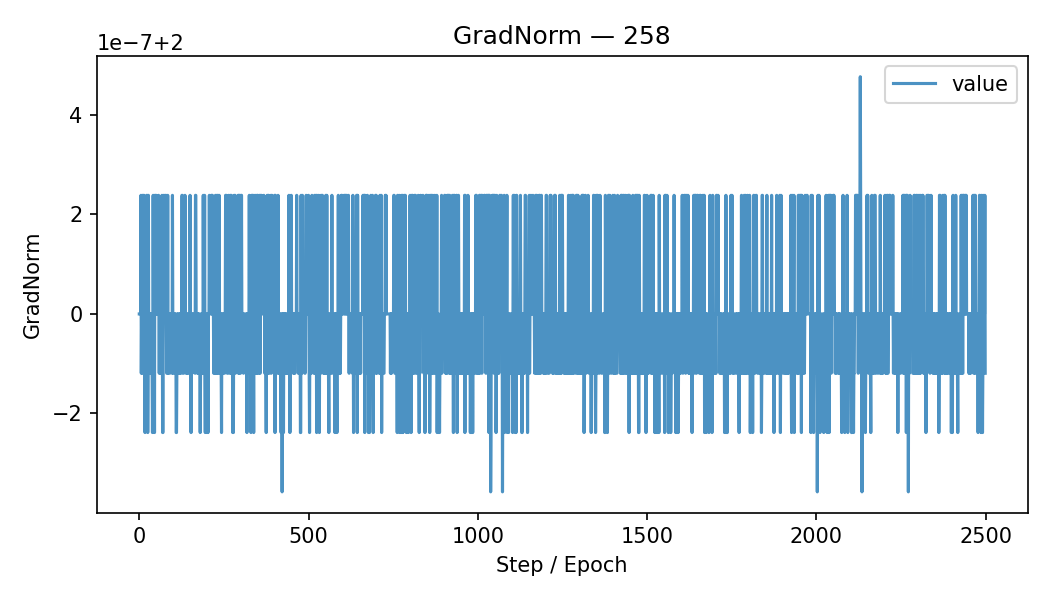 GradNorm — 258
1e−7+2
value
4
2
0
−2
GradNorm
0
500
1000
1500
2000
2500
Step / Epoch